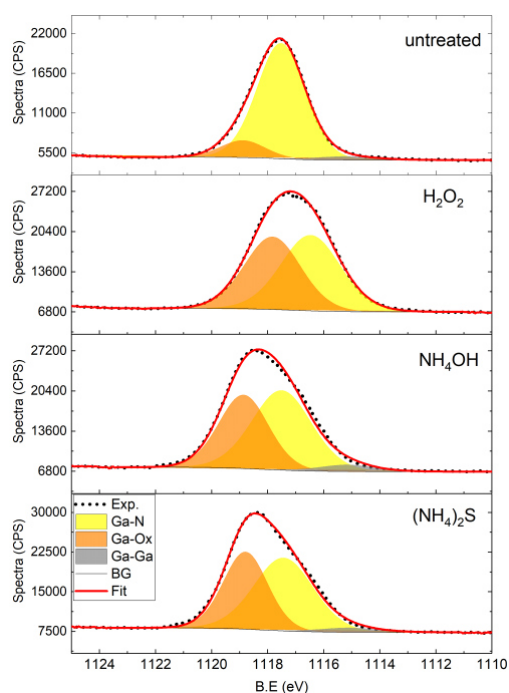 untreated
Spectra (CPS)
22000
16500
11000
5500
H₂O₂
Spectra (CPS)
27200
20400
13600
6800
NH₄OH
Spectra (CPS)
27200
20400
13600
6800
(NH₄)₂S
Spectra (CPS)
30000
22500
15000
7500
Exp.
Ga-N
Ga-Ox
Ga-Ga
BG
Fit
1124 1122 1120 1118 1116 1114 1112 1110
B.E (eV)